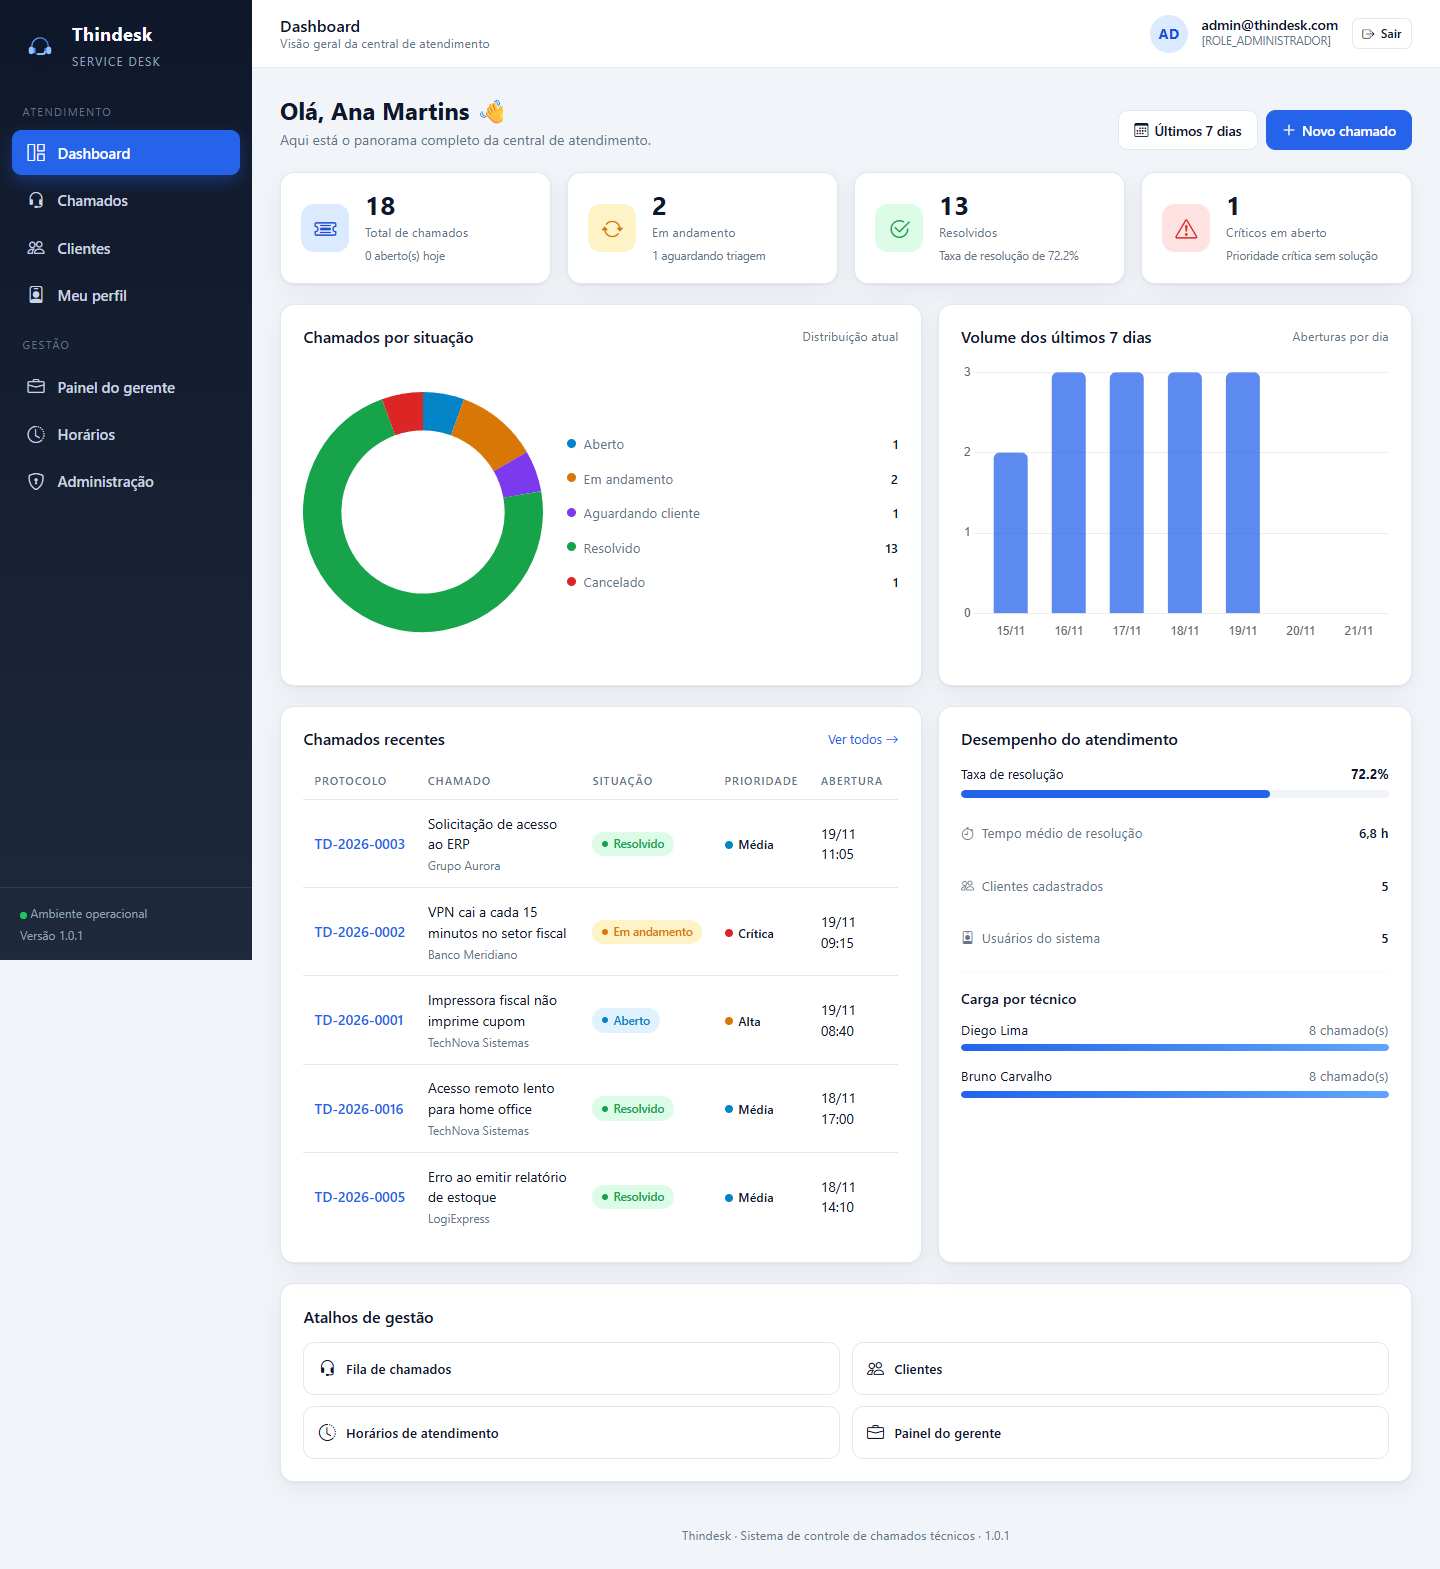 Thindesk
SERVICE DESK
ATENDIMENTO
Dashboard
Chamados
Clientes
Meu perfil
GESTÃO
Painel do gerente
Horários
Administração
Ambiente operacional
Versão 1.0.1
Dashboard
Visão geral da central de atendimento
AD
admin@thindesk.com
[ROLE_ADMINISTRADOR]
Sair
Olá, Ana Martins 👋
Aqui está o panorama completo da central de atendimento.
Últimos 7 dias
+ Novo chamado
18
Total de chamados
0 aberto(s) hoje
2
Em andamento
1 aguardando triagem
13
Resolvidos
Taxa de resolução de 72.2%
1
Críticos em aberto
Prioridade crítica sem solução
Chamados por situação
Distribuição atual
Aberto 1
Em andamento 2
Aguardando cliente 1
Resolvido 13
Cancelado 1
Volume dos últimos 7 dias
Aberturas por dia
3
2
1
0
15/11 16/11 17/11 18/11 19/11 20/11 21/11
Chamados recentes
Ver todos →
PROTOCOLO CHAMADO SITUAÇÃO PRIORIDADE ABERTURA
TD-2026-0003
Solicitação de acesso
ao ERP
Grupo Aurora
Resolvido
Média
19/11
11:05
TD-2026-0002
VPN cai a cada 15
minutos no setor fiscal
Banco Meridiano
Em andamento
Crítica
19/11
09:15
TD-2026-0001
Impressora fiscal não
imprime cupom
TechNova Sistemas
Aberto
Alta
19/11
08:40
TD-2026-0016
Acesso remoto lento
para home office
TechNova Sistemas
Resolvido
Média
18/11
17:00
TD-2026-0005
Erro ao emitir relatório
de estoque
LogiExpress
Resolvido
Média
18/11
14:10
Desempenho do atendimento
Taxa de resolução 72.2%
Tempo médio de resolução 6,8 h
Clientes cadastrados 5
Usuários do sistema 5
Carga por técnico
Diego Lima 8 chamado(s)
Bruno Carvalho 8 chamado(s)
Atalhos de gestão
Fila de chamados
Clientes
Horários de atendimento
Painel do gerente
Thindesk · Sistema de controle de chamados técnicos · 1.0.1